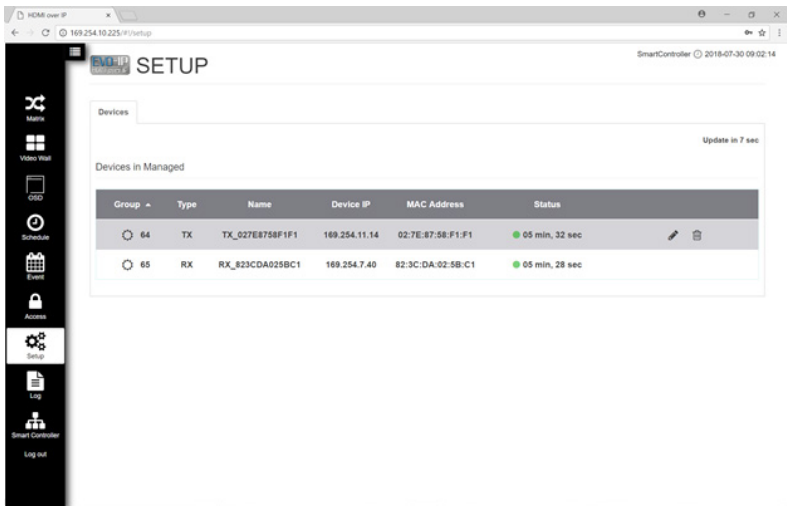 HDMI over IP
169.254.10.225/#!/setup
EVO-IP
SETUP
SmartController 2018-07-30 09:02:14
Matrix
Video Wall
OSD
Schedule
Event
Access
Setup
Log
Smart Controller
Log out
Devices
Update in 7 sec
Devices in Managed
Group Type Name Device IP MAC Address Status
64 TX TX_027E8758F1F1 169.254.11.14 02:7E:87:58:F1:F1 05 min, 32 sec
65 RX RX_823CDA025BC1 169.254.7.40 82:3C:DA:02:5B:C1 05 min, 28 sec